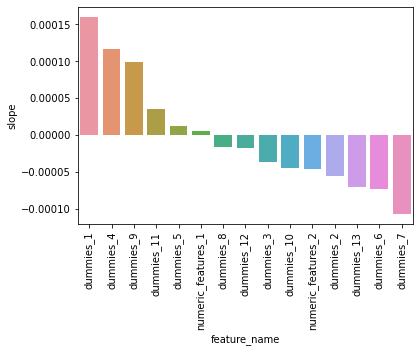 0.00015
0.00010
0.00005
0.00000
−0.00005
−0.00010
slope
dummies_1
dummies_4
dummies_9
dummies_11
dummies_5
numeric_features_1
dummies_8
dummies_12
dummies_3
dummies_10
numeric_features_2
dummies_2
dummies_13
dummies_6
dummies_7
feature_name